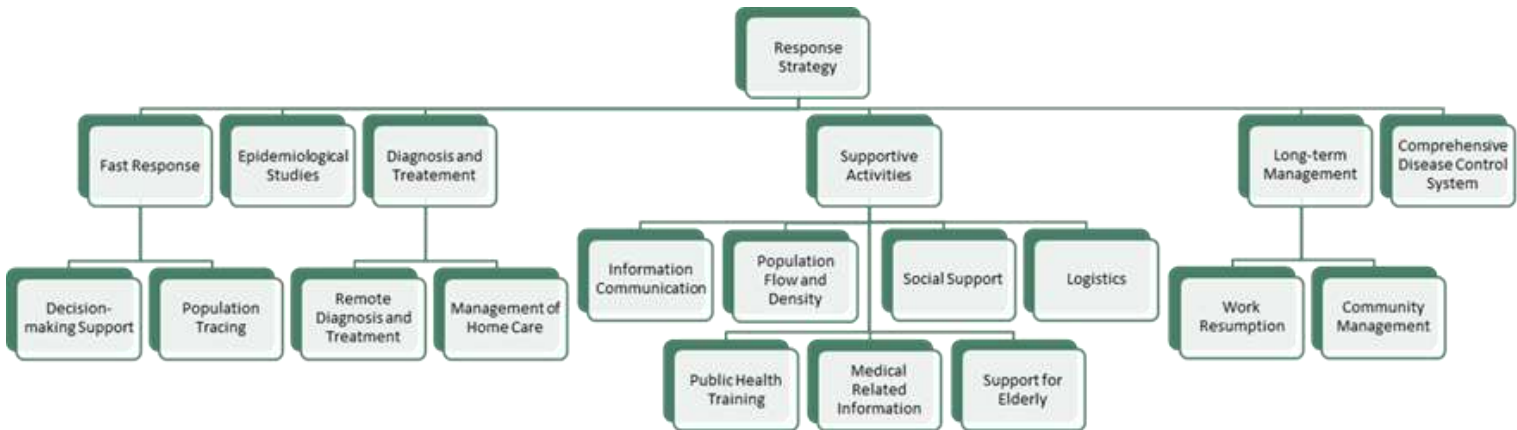 Response
Strategy
Fast Response
Epidemiological
Studies
Diagnosis and
Treatement
Supportive
Activities
Long-term
Management
Comprehensive
Disease Control
System
Decision-
making Support
Population
Tracing
Remote
Diagnosis and
Treatment
Management of
Home Care
Information
Communication
Population
Flow and
Density
Social Support
Logistics
Work
Resumption
Community
Management
Public Health
Training
Medical
Related
Information
Support for
Elderly